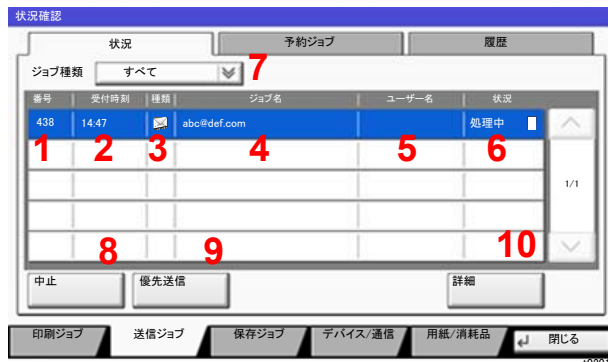 状況確認
状況 予約ジョブ 履歴
ジョブ種類 すべて 7
番号 受付時刻 種類 ジョブ名 ユーザー名 状況
438 14:47 abc@def.com 処理中
1 2 3 4 5 6
1/1
8 9 10
中止 優先送信 詳細
印刷ジョブ 送信ジョブ 保存ジョブ デバイス/通信 用紙/消耗品 閉じる